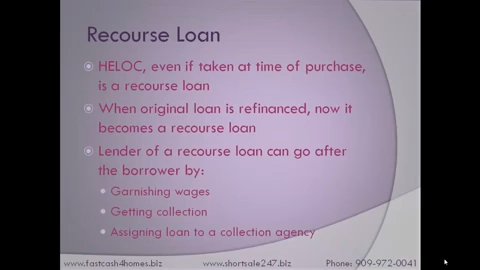 Recourse Loan
HELOC, even if taken at time of purchase,
is a recourse loan
When original loan is refinanced, now it
becomes a recourse loan
Lender of a recourse loan can go after
the borrower by:
Garnishing wages
Getting collection
Assigning loan to a collection agency
www.fastcash4homes.biz www.shortsale247.biz Phone: 909-972-0041